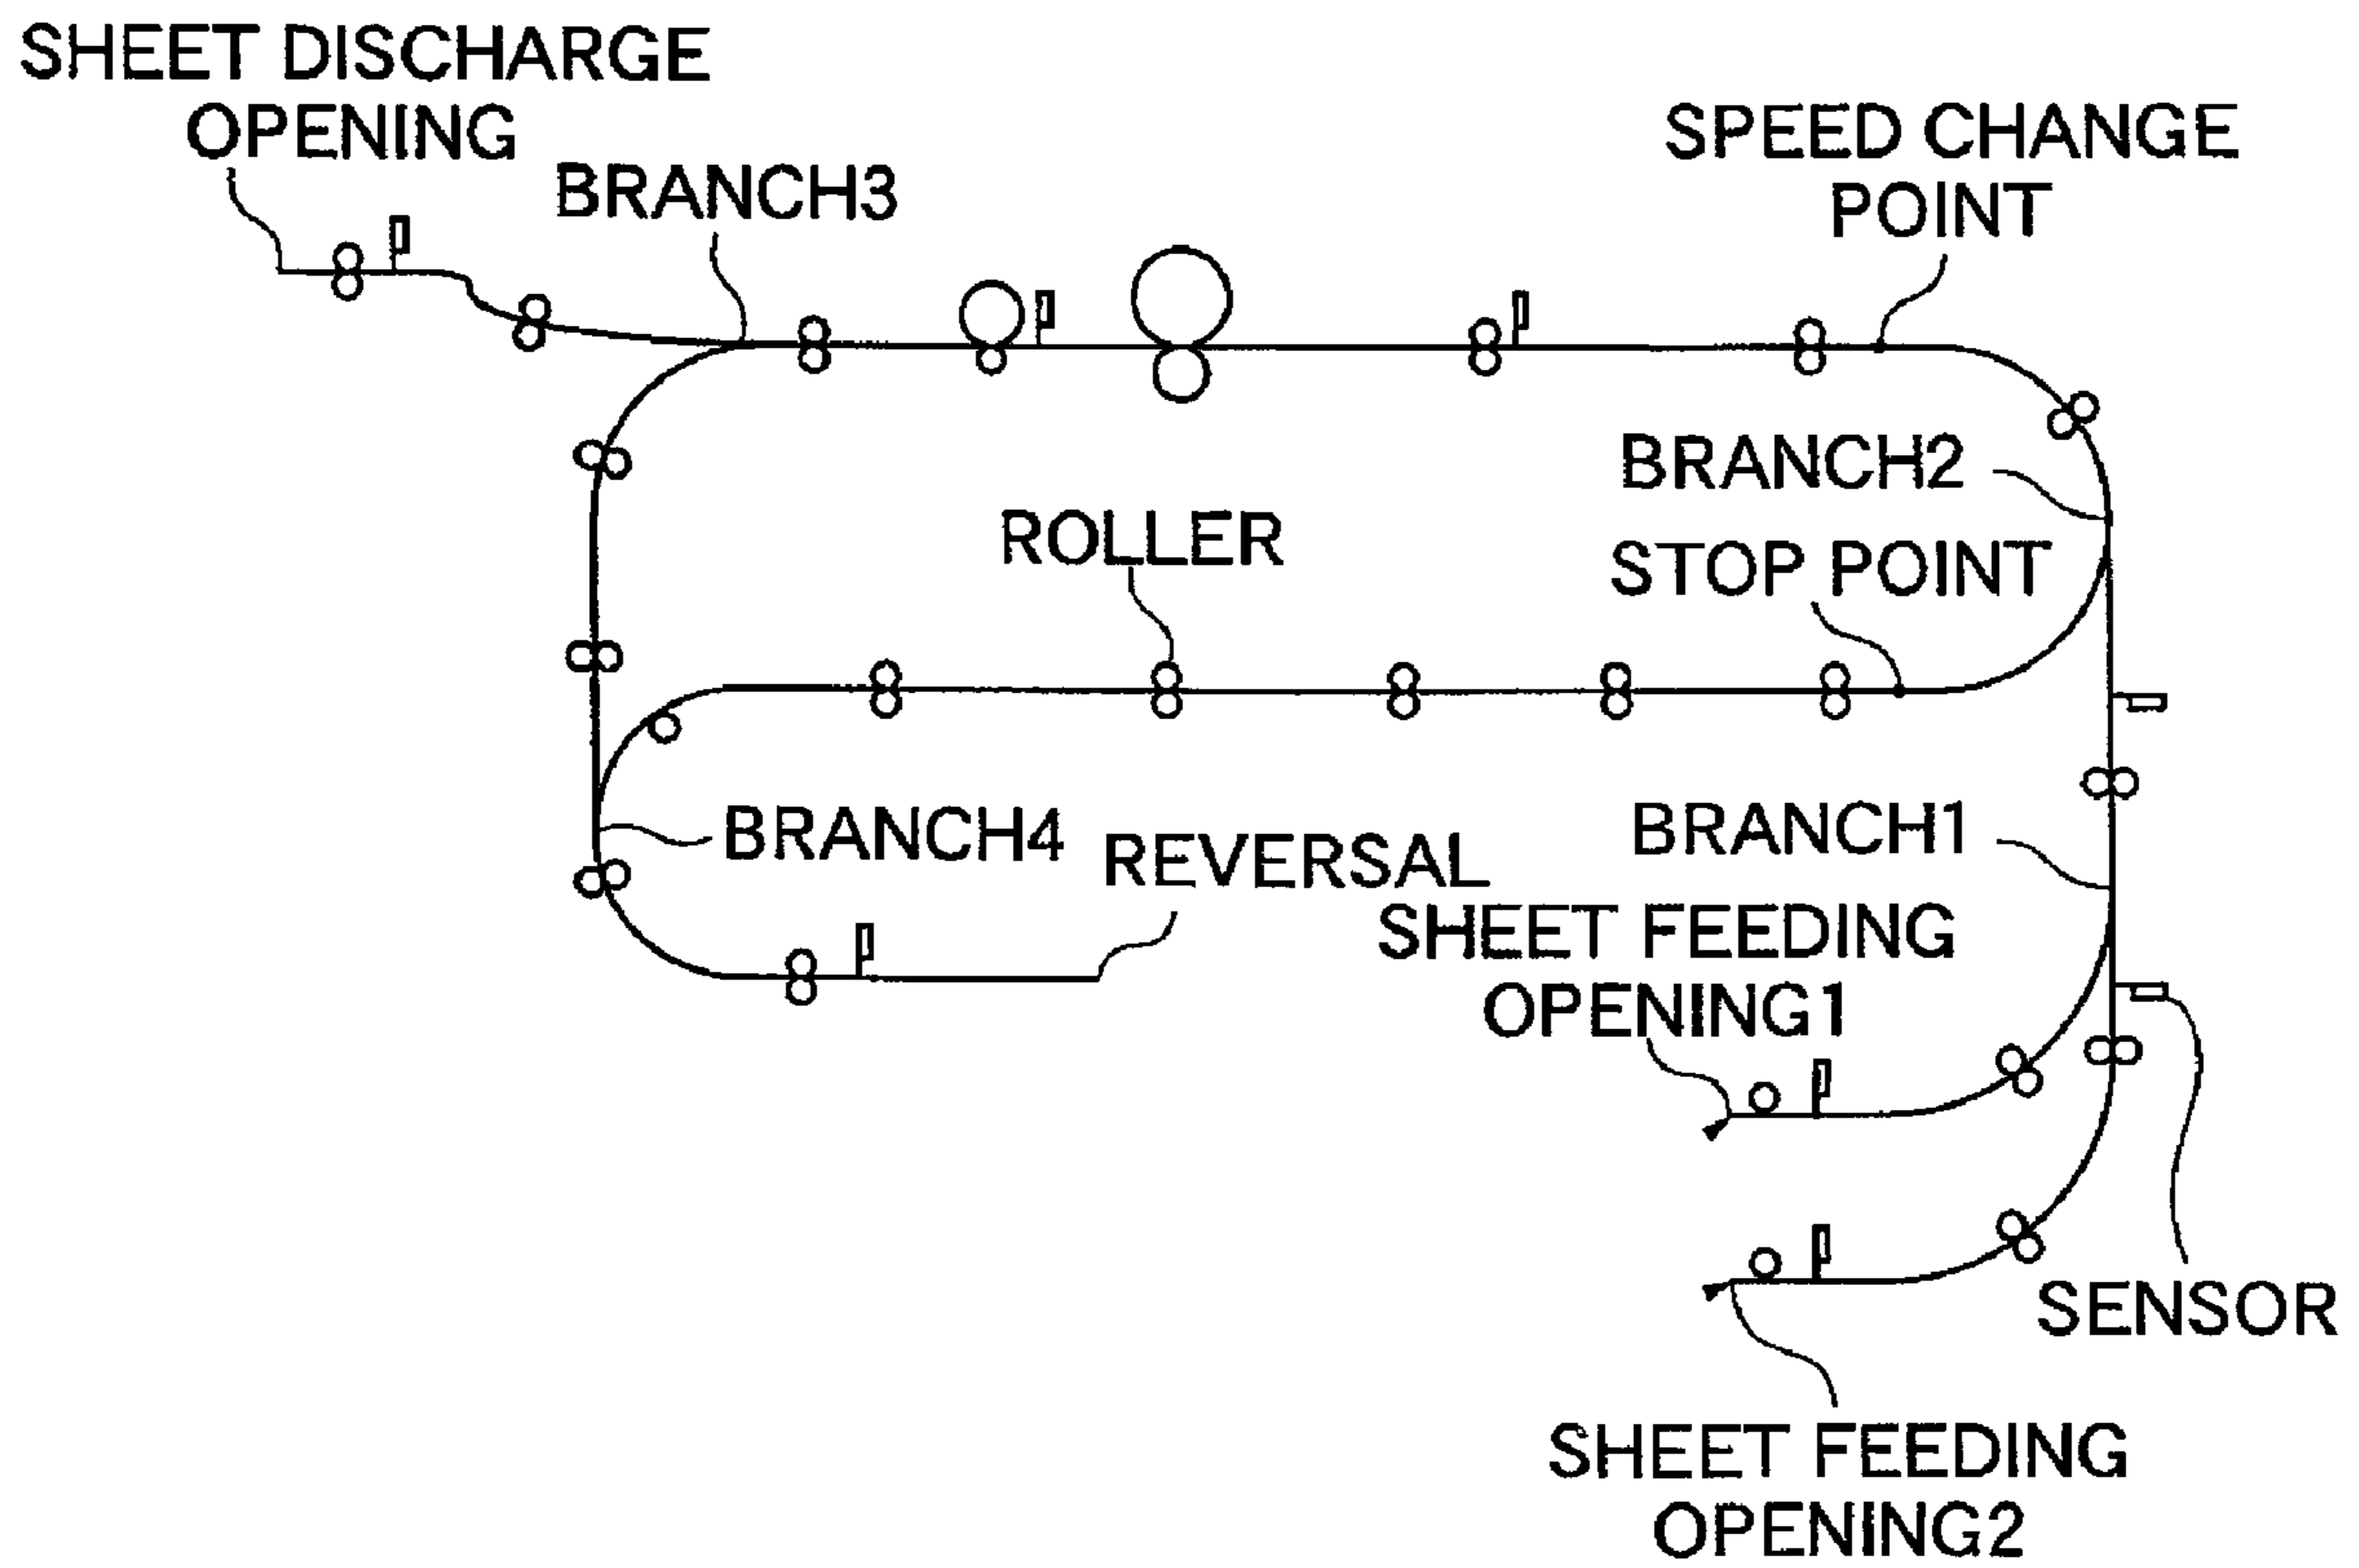 SHEET DISCHARGE
OPENING
BRANCH3
SPEED CHANGE
POINT
BRANCH2
STOP POINT
ROLLER
BRANCH4
REVERSAL
BRANCH1
SHEET FEEDING
OPENING1
SENSOR
SHEET FEEDING
OPENING2